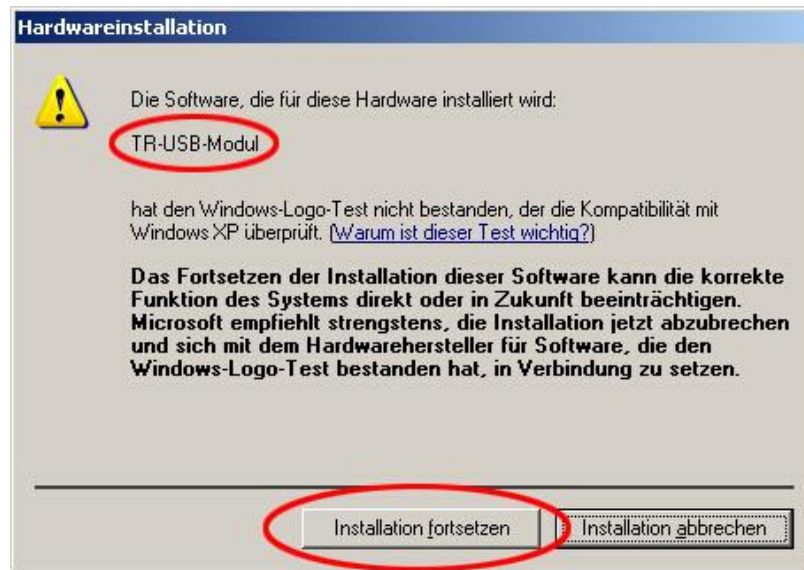 Hardwareinstallation
Die Software, die für diese Hardware installiert wird:
TR-USB-Modul
hat den Windows-Logo-Test nicht bestanden, der die Kompatibilität mit
Windows XP überprüft. (Warum ist dieser Test wichtig?)
Das Fortsetzen der Installation dieser Software kann die korrekte
Funktion des Systems direkt oder in Zukunft beeinträchtigen.
Microsoft empfiehlt strengstens, die Installation jetzt abzubrechen
und sich mit dem Hardwarehersteller für Software, die den
Windows-Logo-Test bestanden hat, in Verbindung zu setzen.
Installation fortsetzen
Installation abbrechen